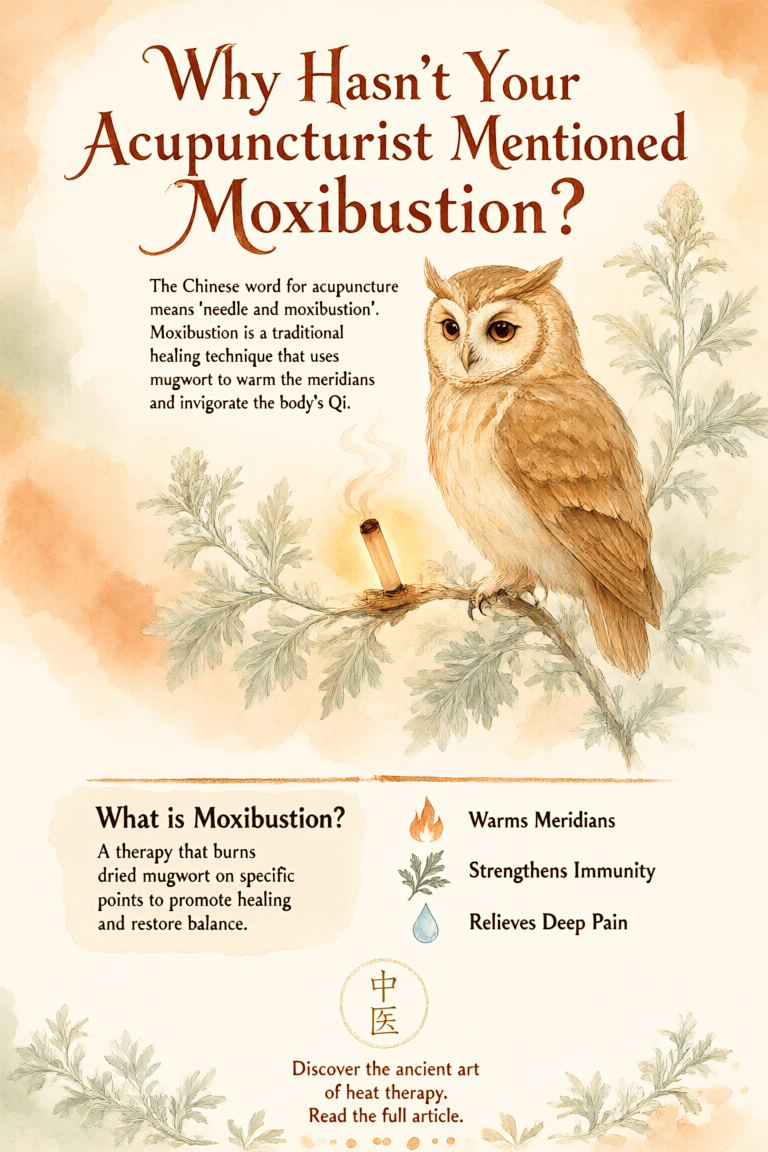 Why Hasn't Your
Acupuncturist Mentioned
Moxibustion?
The Chinese word for acupuncture
means 'needle and moxibustion'.
Moxibustion is a traditional
healing technique that uses
mugwort to warm the meridians
and invigorate the body's Qi.
What is Moxibustion?
A therapy that burns
dried mugwort on specific
points to promote healing
and restore balance.
Warms Meridians
Strengthens Immunity
Relieves Deep Pain
中
医
Discover the ancient art
of heat therapy.
Read the full article.